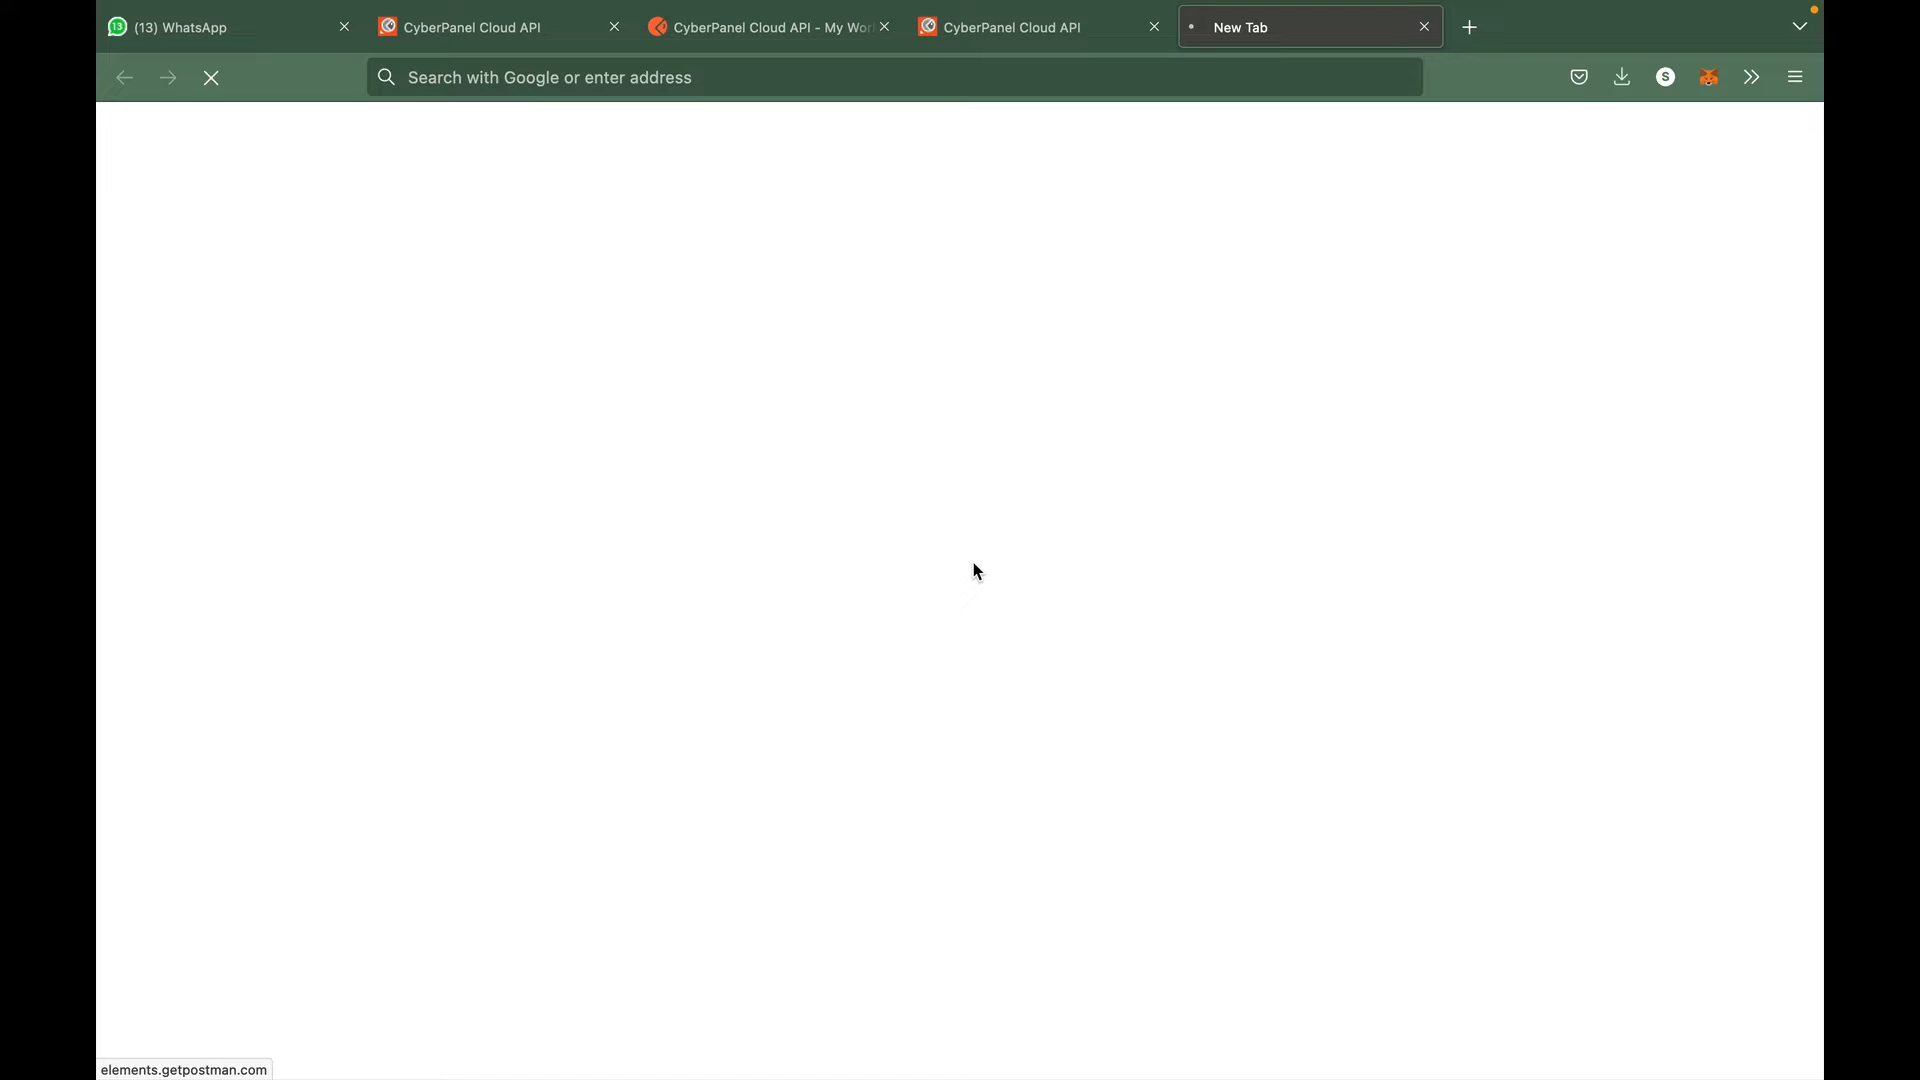 13 (13) WhatsApp
CyberPanel Cloud API
CyberPanel Cloud API - My Wor
CyberPanel Cloud API
New Tab
Search with Google or enter address
S
elements.getpostman.com